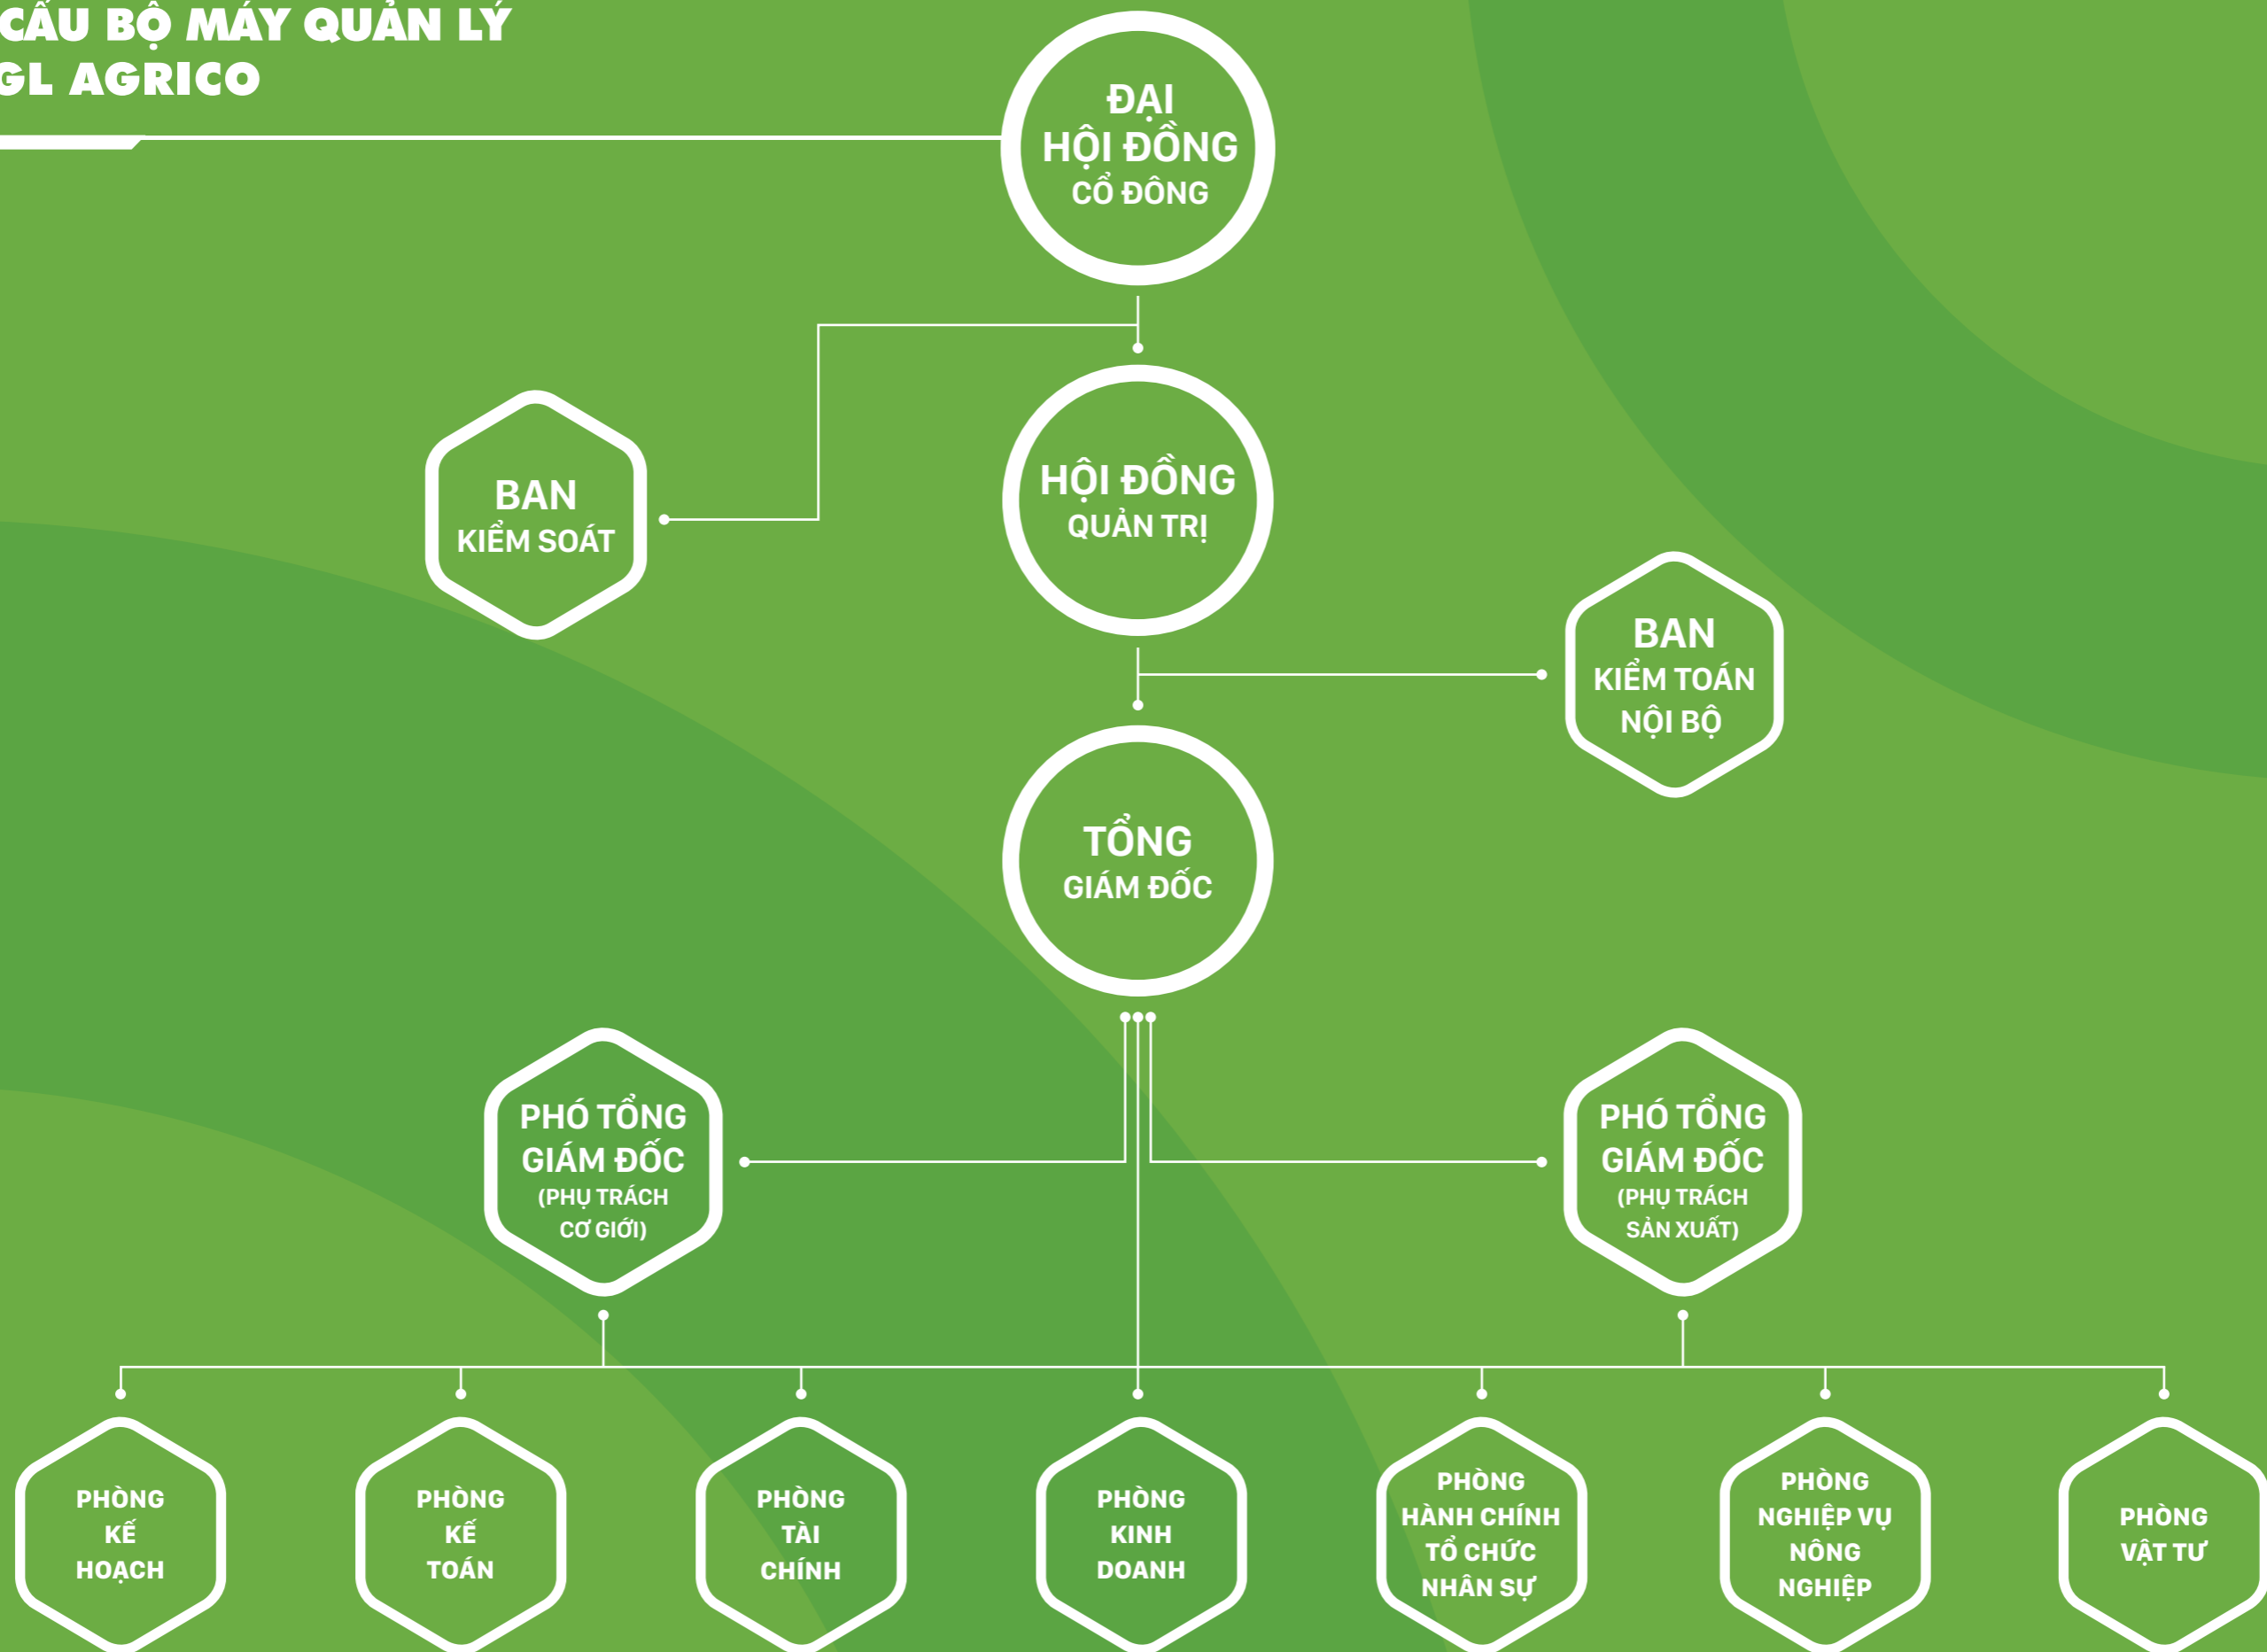 CẤU BỘ MÁY QUẢN LÝ
GL AGRICO
ĐẠI
HỘI ĐỒNG
CỔ ĐÔNG
BAN
KIỂM SOÁT
HỘI ĐỒNG
QUẢN TRỊ
BAN
KIỂM TOÁN
NỘI BỘ
TỔNG
GIÁM ĐỐC
PHÓ TỔNG
GIÁM ĐỐC
(PHỤ TRÁCH
CƠ GIỚI)
PHÓ TỔNG
GIÁM ĐỐC
(PHỤ TRÁCH
SẢN XUẤT)
PHÒNG
KẾ
HOẠCH
PHÒNG
KẾ
TOÁN
PHÒNG
TÀI
CHÍNH
PHÒNG
KINH
DOANH
PHÒNG
HÀNH CHÍNH
TỔ CHỨC
NHÂN SỰ
PHÒNG
NGHIỆP VỤ
NÔNG
NGHIỆP
PHÒNG
VẬT TƯ